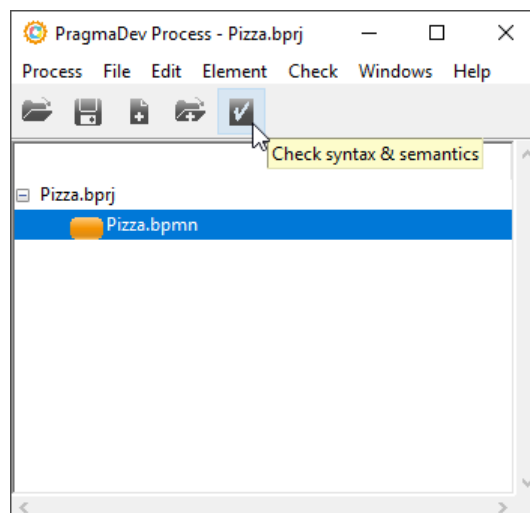 PragmaDev Process - Pizza.bprj
Process File Edit Element Check Windows Help
Check syntax & semantics
Pizza.bprj
Pizza.bpmn